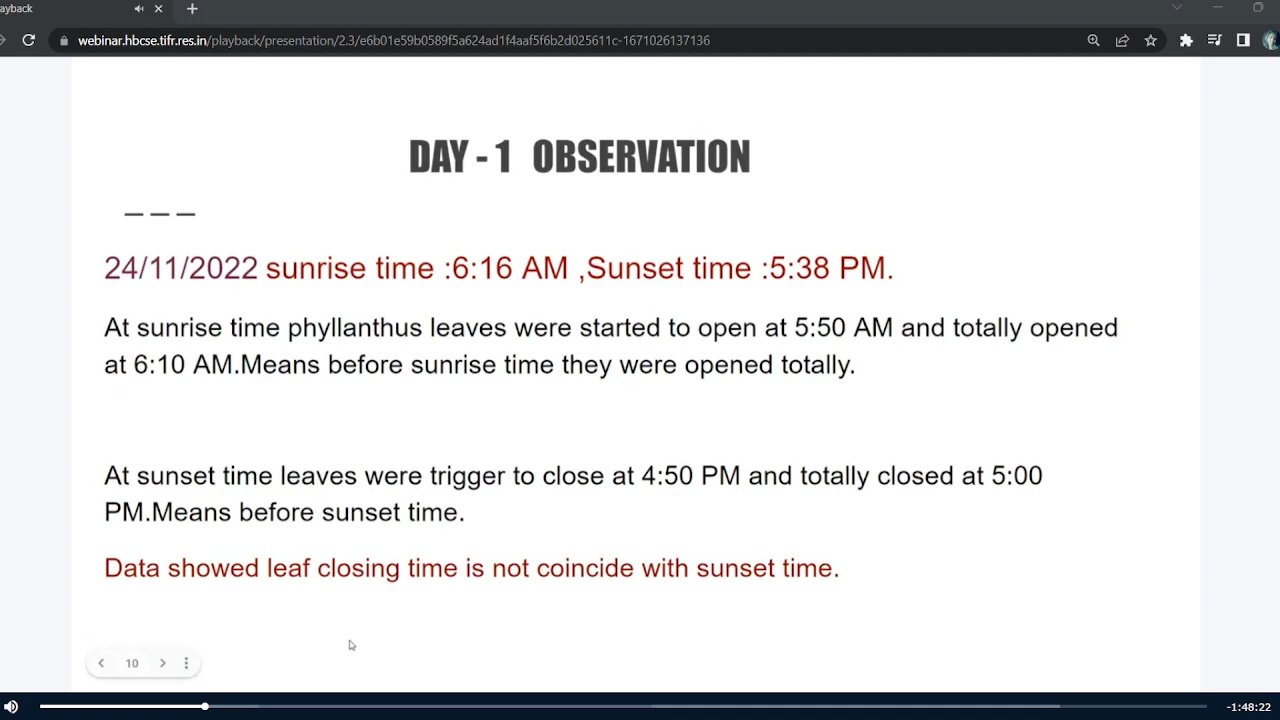 ayback
webinar.hbcse.tifr.res.in/playback/presentation/2.3/e6b01e59b0589f5a624ad1f4aaf5f6b2d025611c-1671026137136
DAY - 1 OBSERVATION
– – –
24/11/2022 sunrise time :6:16 AM ,Sunset time :5:38 PM.
At sunrise time phyllanthus leaves were started to open at 5:50 AM and totally opened
at 6:10 AM.Means before sunrise time they were opened totally.
At sunset time leaves were trigger to close at 4:50 PM and totally closed at 5:00
PM.Means before sunset time.
Data showed leaf closing time is not coincide with sunset time.
10
-1:48:22